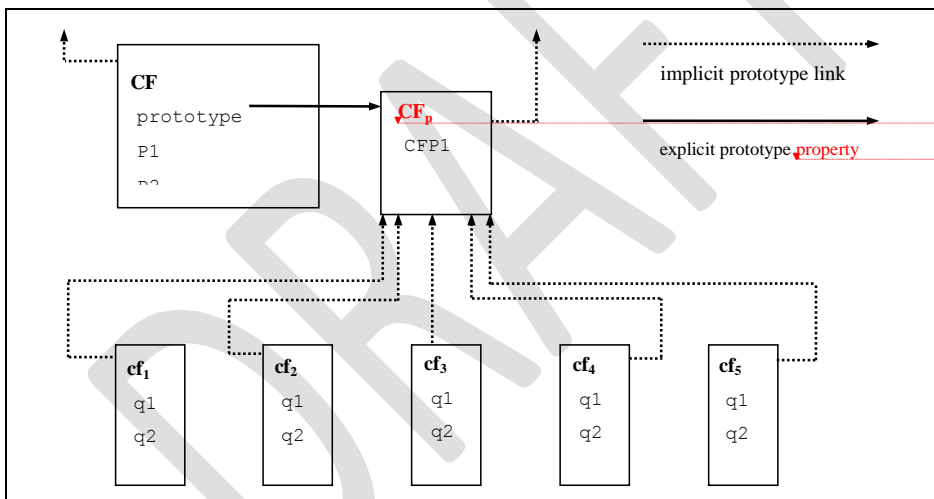 CF
prototype
P1
P2
CFp
CFP1
implicit prototype link
explicit prototype property
cf1
q1
q2
cf2
q1
q2
cf3
q1
q2
cf4
q1
q2
cf5
q1
q2
DRAFT